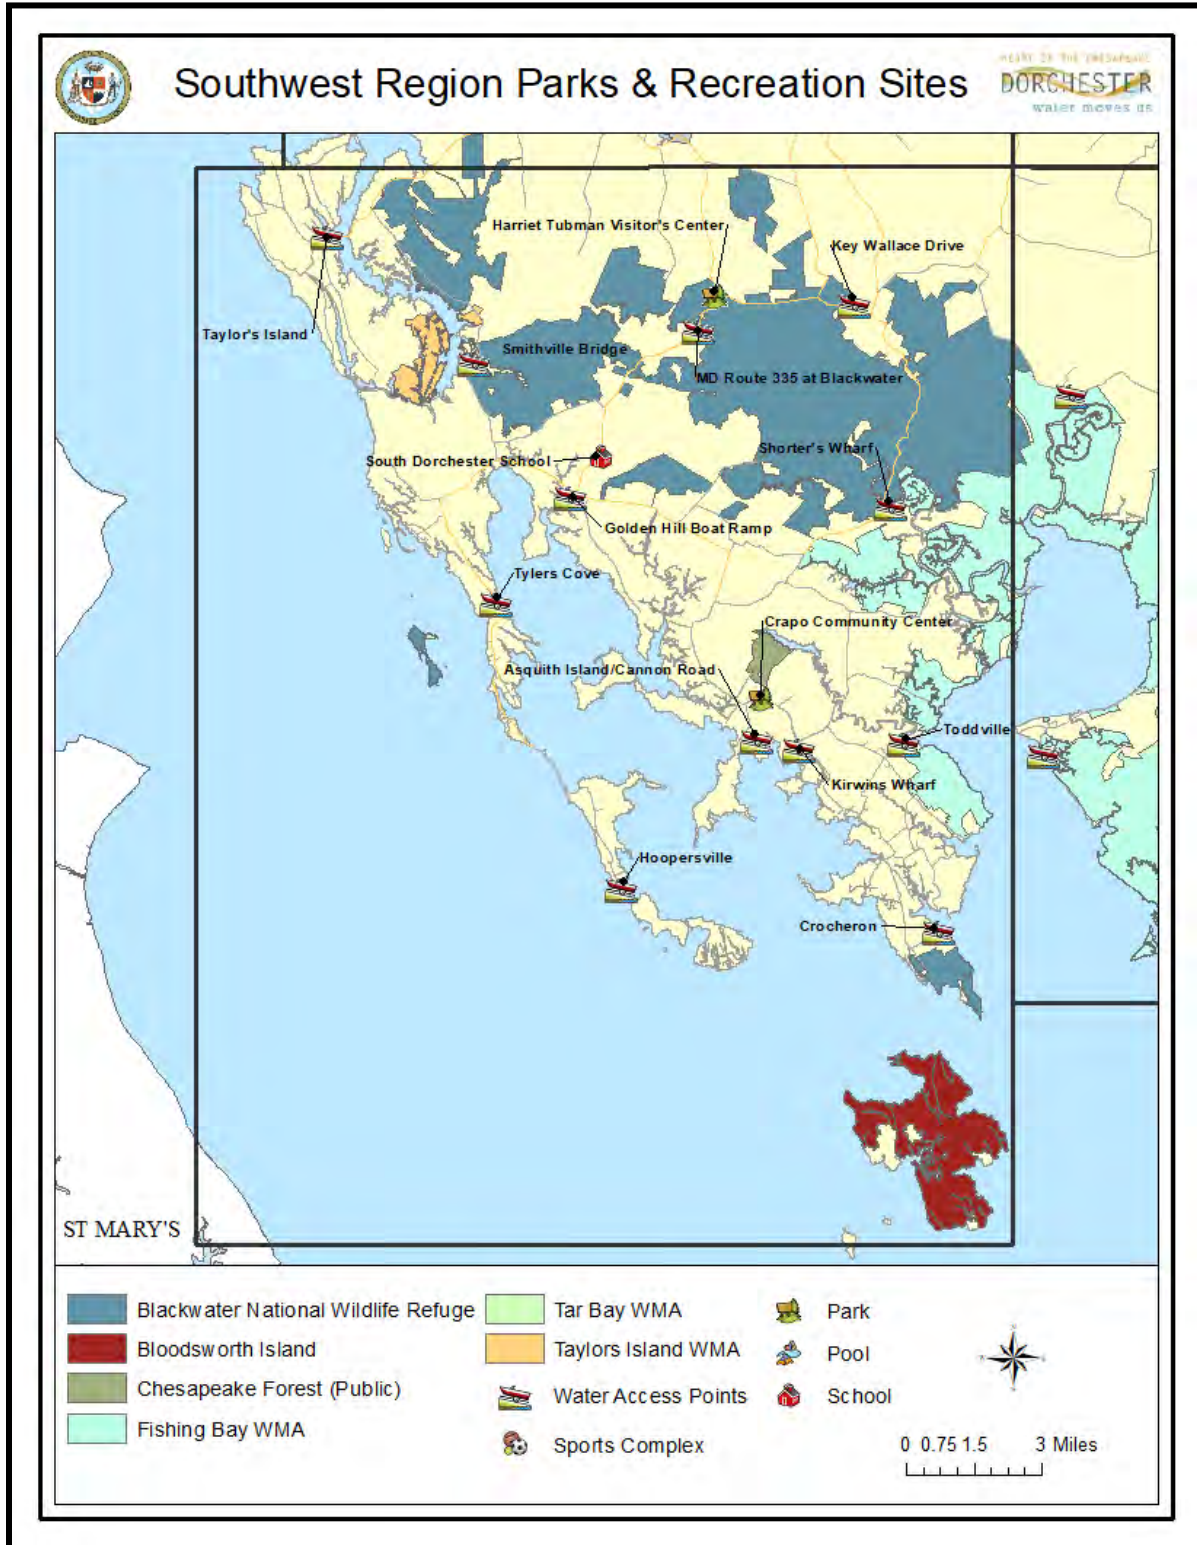 Southwest Region Parks & Recreation Sites
HEART OF THE CHESAPEAKE
DORCHESTER
water moves us
Harriet Tubman Visitor's Center
Key Wallace Drive
Taylor's Island
Smithville Bridge
MD Route 335 at Blackwater
Shorter's Wharf
South Dorchester School
Golden Hill Boat Ramp
Tylers Cove
Crapo Community Center
Asquith Island/Cannon Road
Toddville
Kirwins Wharf
Hoopersville
Crocheron
ST MARY'S
Blackwater National Wildlife Refuge
Bloodsworth Island
Chesapeake Forest (Public)
Fishing Bay WMA
Tar Bay WMA
Taylors Island WMA
Water Access Points
Sports Complex
Park
Pool
School
0 0.75 1.5 3 Miles